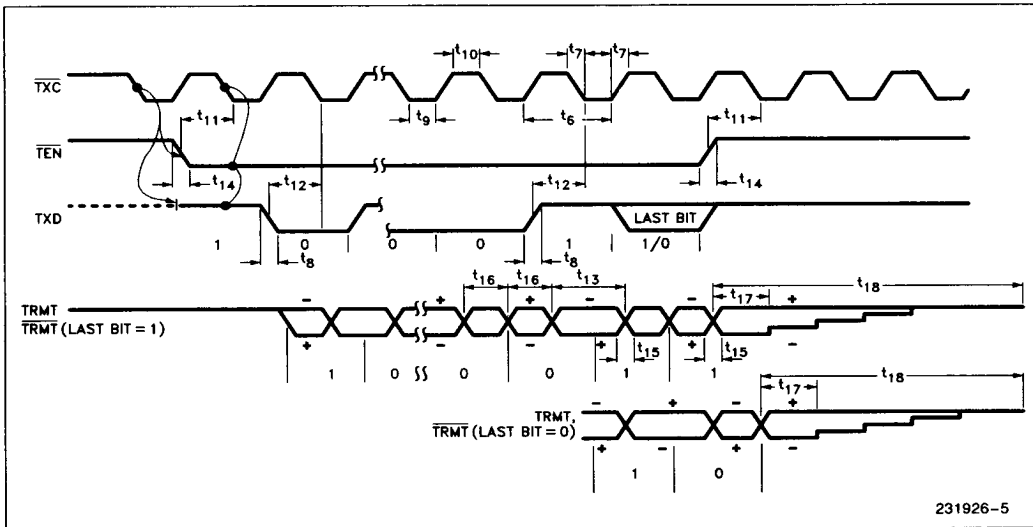 t10 t7 t7
TXC
t11 t9 t6 t11
TEN
t14 t12 t12 t14
TXD LAST BIT
1 0 0 0 1 1/0
t8 t8
t16 t16 t13 t18
t17
TRMT - + + - - +
TRMT (LAST BIT = 1)
+ - - + + -
t15 t15
1 0 0 0 1 1
t18
t17
- + - +
TRMT,
TRMT (LAST BIT = 0)
+ - + -
1 0
231926-5